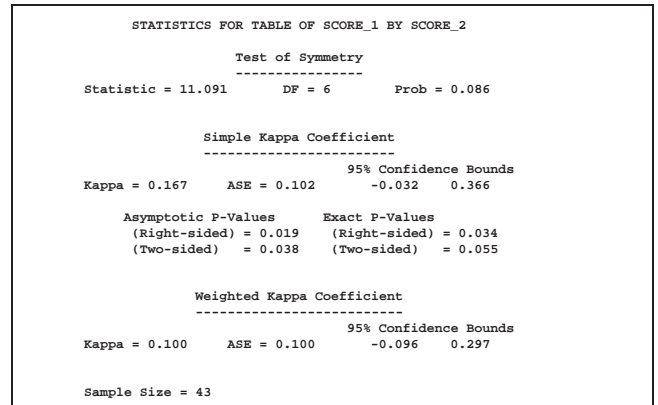 STATISTICS FOR TABLE OF SCORE_1 BY SCORE_2
Test of Symmetry
----------------
Statistic = 11.091 DF = 6 Prob = 0.086
Simple Kappa Coefficient
------------------------
95% Confidence Bounds
Kappa = 0.167 ASE = 0.102 -0.032 0.366
Asymptotic P-Values Exact P-Values
(Right-sided) = 0.019 (Right-sided) = 0.034
(Two-sided) = 0.038 (Two-sided) = 0.055
Weighted Kappa Coefficient
--------------------------
95% Confidence Bounds
Kappa = 0.100 ASE = 0.100 -0.096 0.297
Sample Size = 43